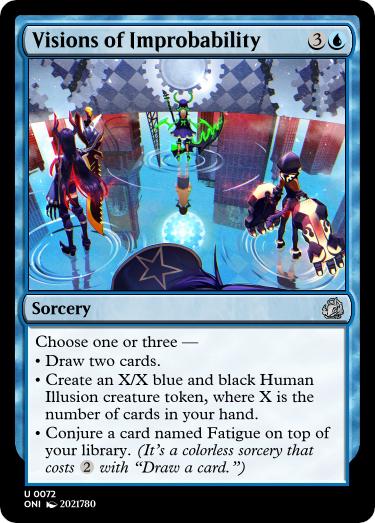 Visions of Improbability 3
Sorcery
Choose one or three —
• Draw two cards.
• Create an X/X blue and black Human
Illusion creature token, where X is the
number of cards in your hand.
• Conjure a card named Fatigue on top of
your library. (It's a colorless sorcery that
costs 2 with “Draw a card.”)
U 0072
ONI 2021780